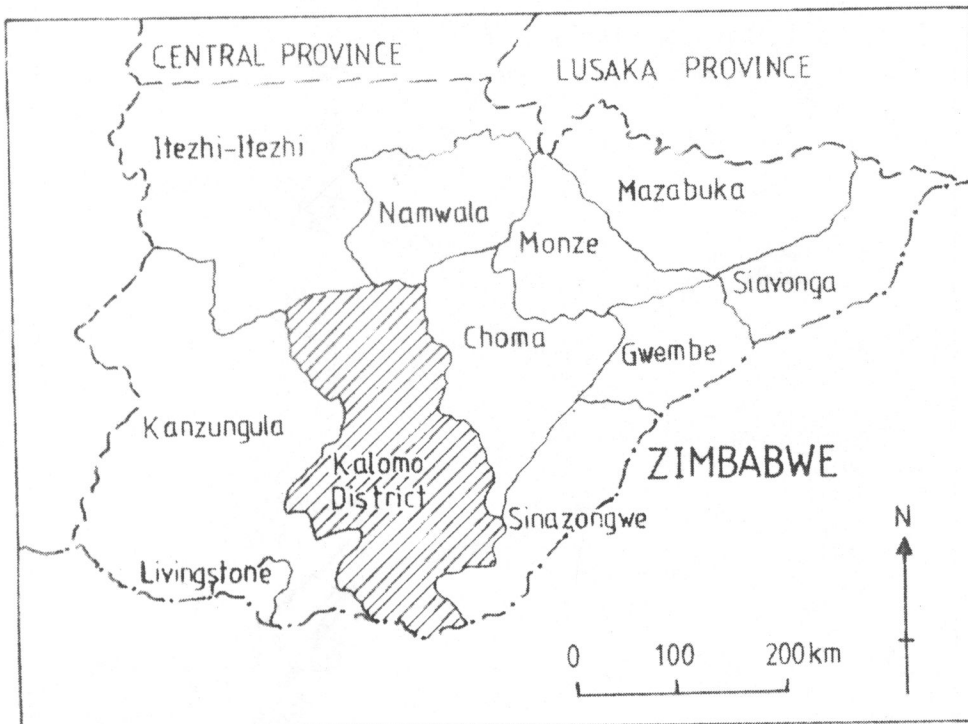 CENTRAL PROVINCE
LUSAKA PROVINCE
Itezhi-Itezhi
Mazabuka
Namwala
Monze
Siavonga
Choma
Gwembe
Kanzungula
ZIMBABWE
Kalomo
District
Sinazongwe
N
Livingstone
0 100 200km